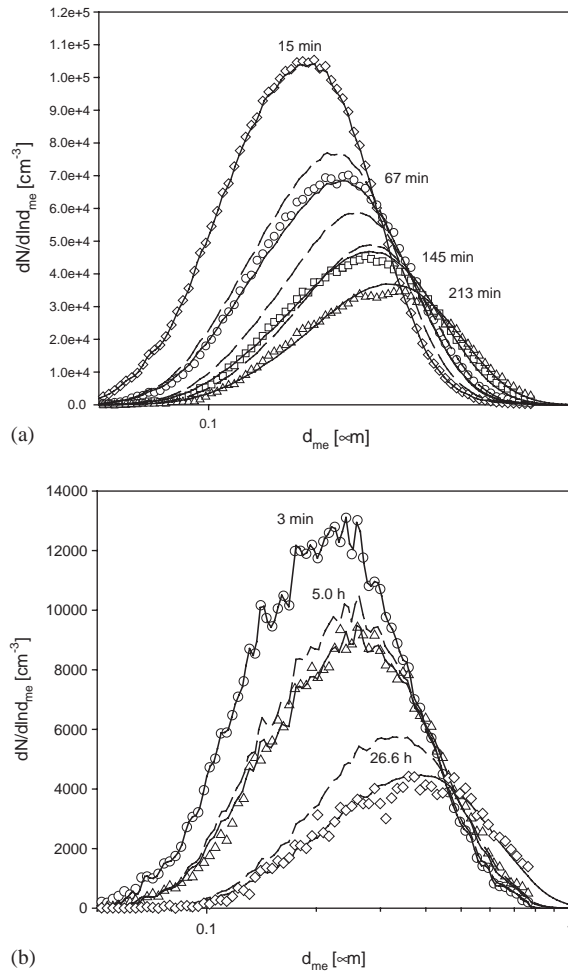 1.2e+5
1.1e+5
1.0e+5
9.0e+4
8.0e+4
7.0e+4
6.0e+4
5.0e+4
4.0e+4
3.0e+4
2.0e+4
1.0e+4
0.0
dN/dlnd_me [cm^-3]
15 min
67 min
145 min
213 min
0.1
d_me [∝m]
(a)
14000
12000
10000
8000
6000
4000
2000
0
dN/dlnd_me [cm^-3]
3 min
5.0 h
26.6 h
0.1
1
d_me [∝m]
(b)